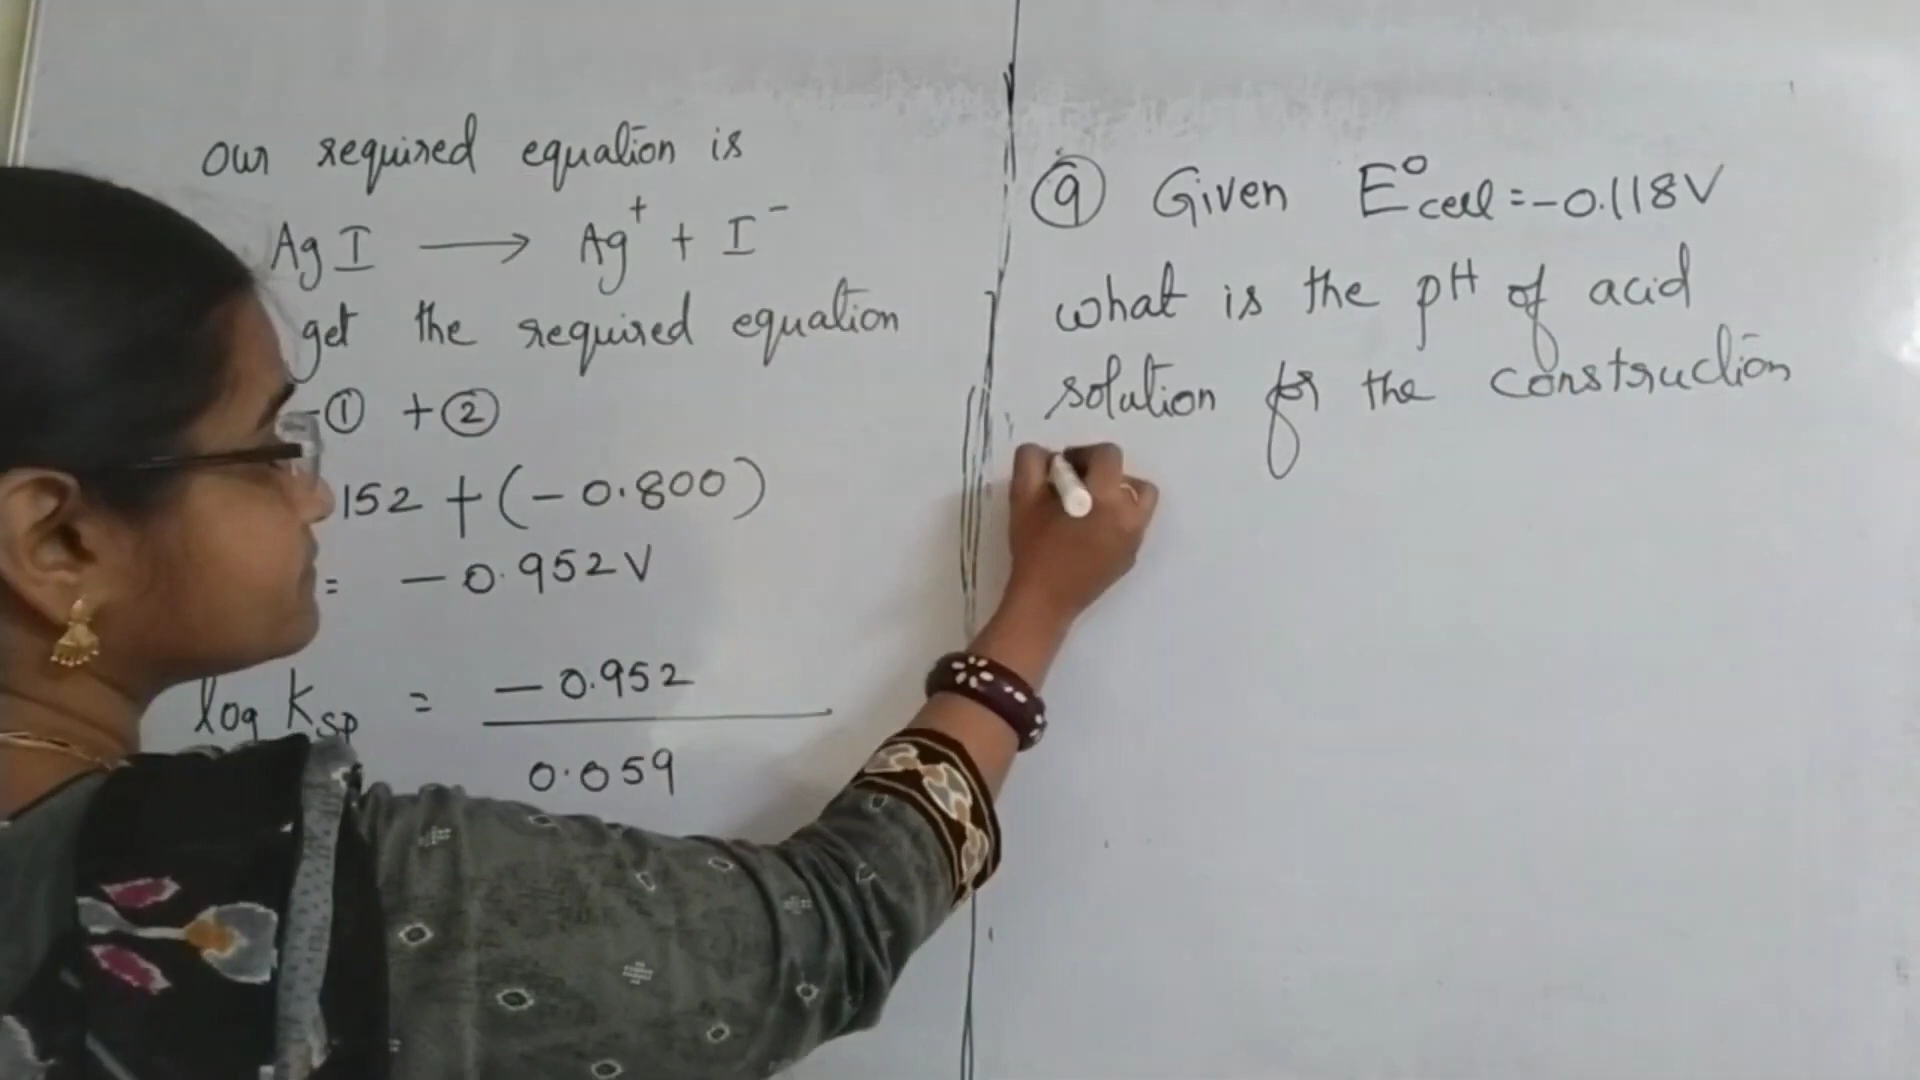 our required equation is
AgI → Ag⁺ + I⁻
get the required equation
-① + ②
152 + (-0.800)
= -0.952V
log Ksp = -0.952
0.059
⑨ Given E°cell = -0.118V
what is the pH of acid
solution for the construction